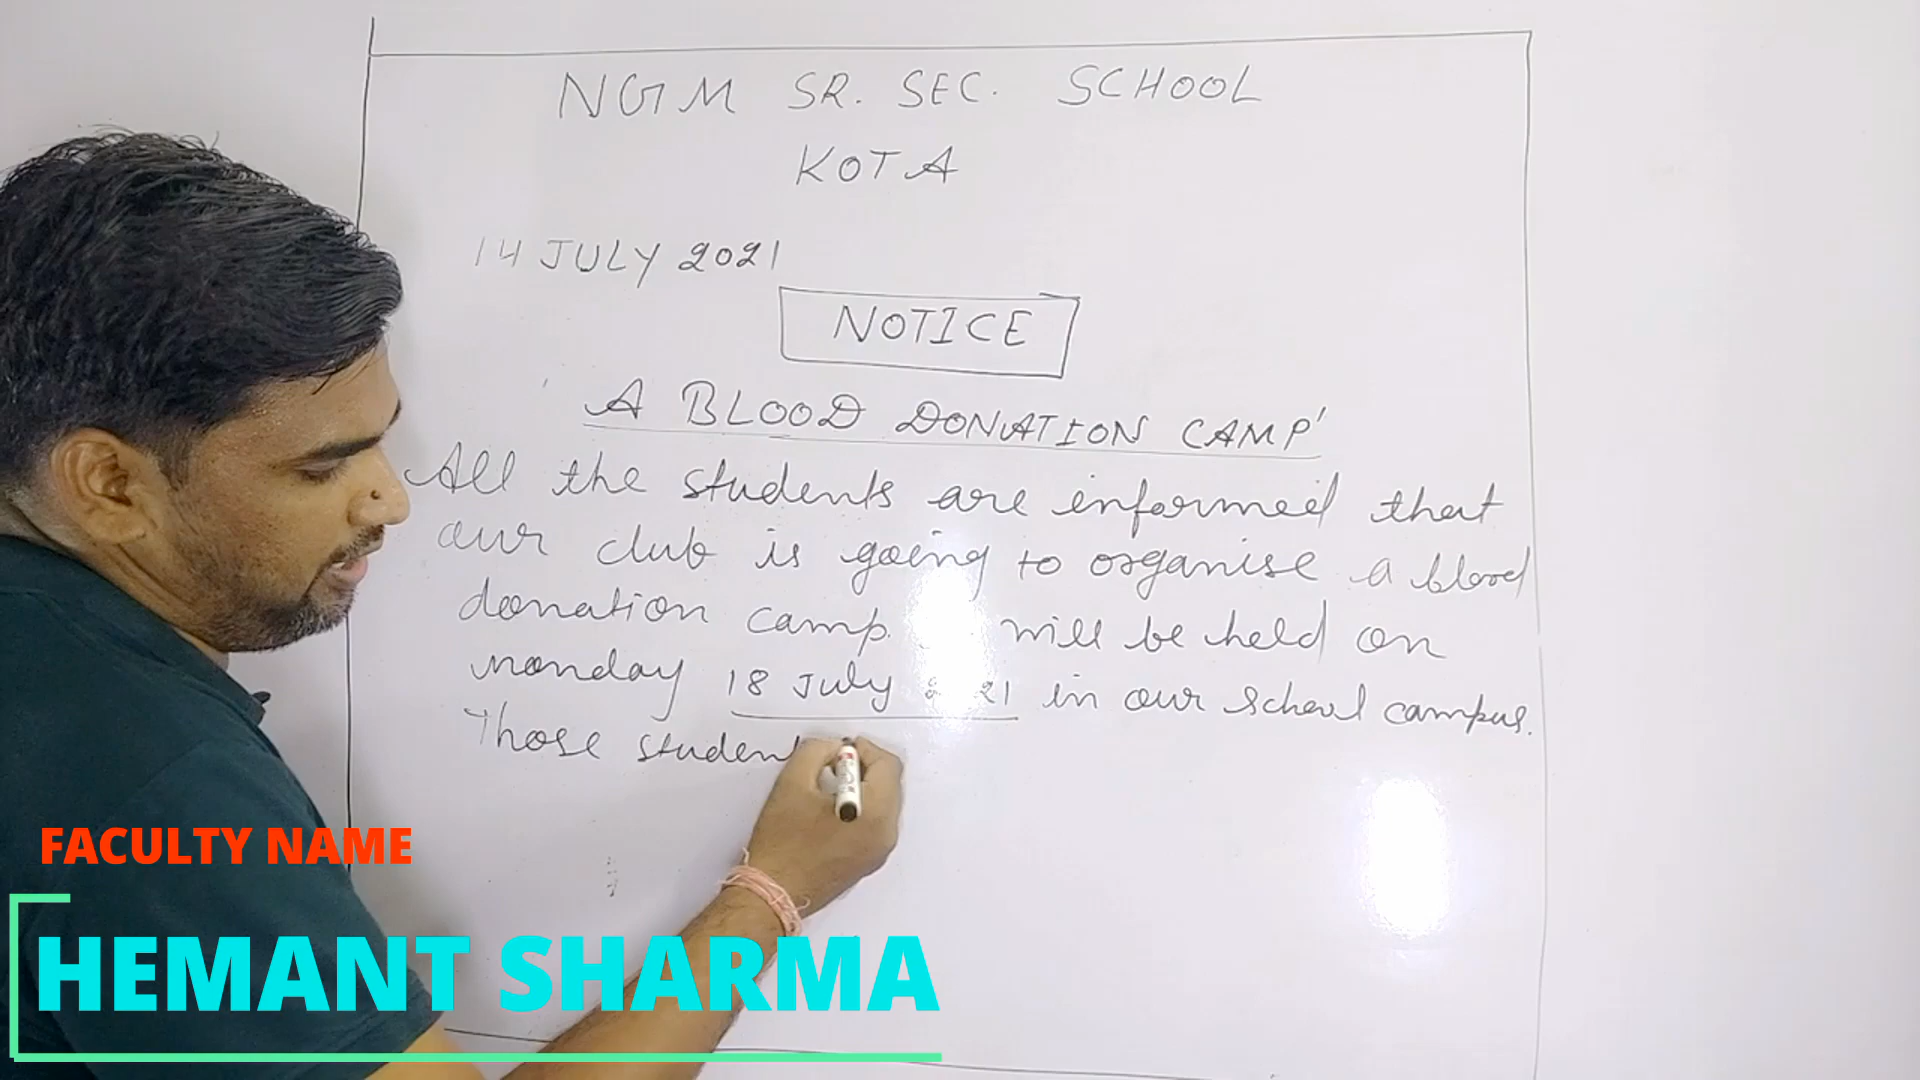 NGM SR. SEC. SCHOOL
KOTA
14 JULY 2021
NOTICE
'A BLOOD DONATION CAMP'
All the students are informed that
our club is going to organise a blood
donation camp. will be held on
monday 18 July 2021 in our school campus.
Those student
FACULTY NAME
HEMANT SHARMA